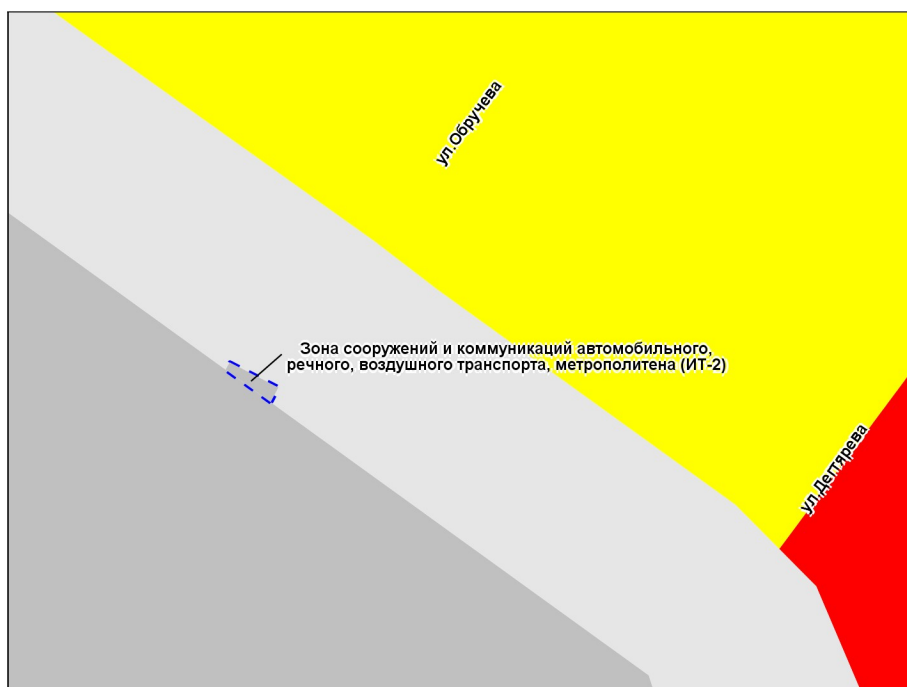 ул.Обручева
Зона сооружений и коммуникаций автомобильного,
речного, воздушного транспорта, метрополитена (ИТ-2)
ул.Дегтярева